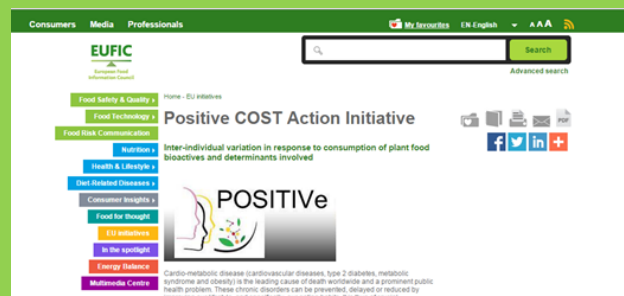 Consumers Media Professionals My favourites EN-English A A A
EUFIC
European Food
Information Council
Search
Advanced search
Food Safety & Quality
Food Technology
Food Risk Communication
Nutrition
Health & Lifestyle
Diet-Related Diseases
Consumer Insights
Food for thought
EU initiatives
In the spotlight
Energy Balance
Multimedia Centre
Home - EU initiatives
Positive COST Action Initiative
PDF
Inter-individual variation in response to consumption of plant food
bioactives and determinants involved
f in +
POSITIVe
Cardio-metabolic disease (cardiovascular diseases, type 2 diabetes, metabolic
syndrome and obesity) is the leading cause of death worldwide and a prominent public
health problem. These chronic disorders can be prevented, delayed or reduced by